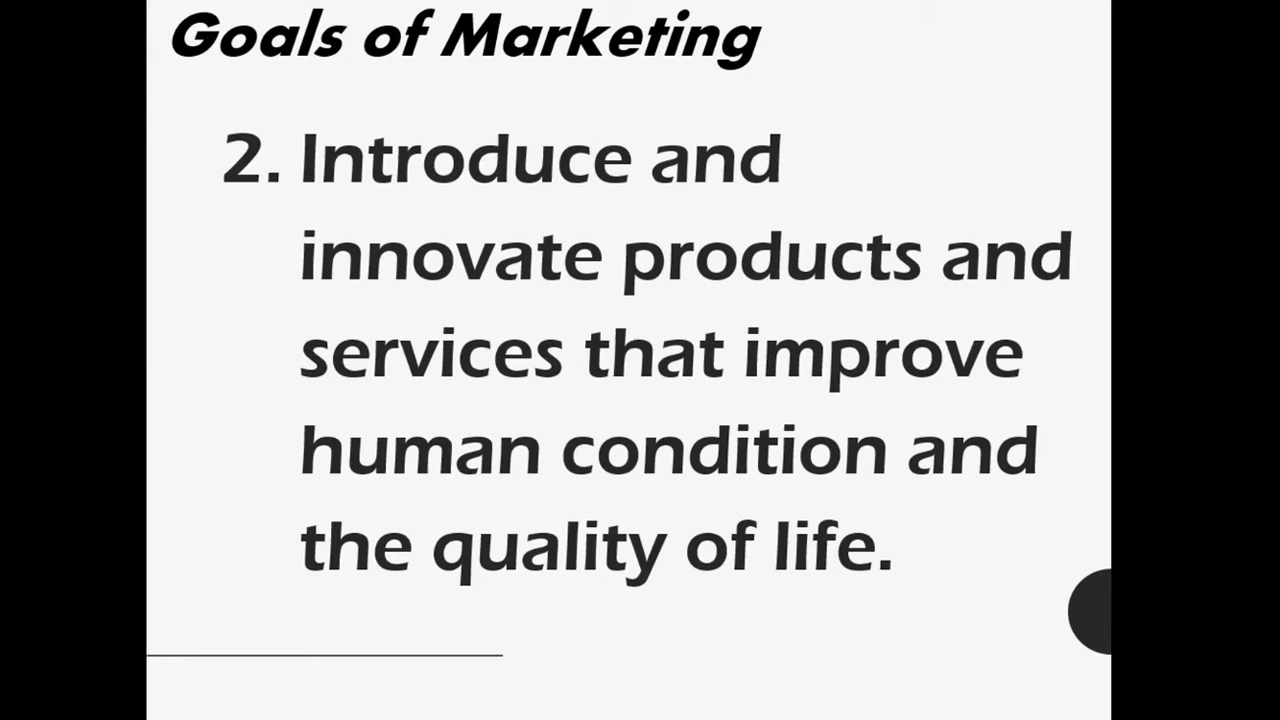 Goals of Marketing
2. Introduce and
innovate products and
services that improve
human condition and
the quality of life.